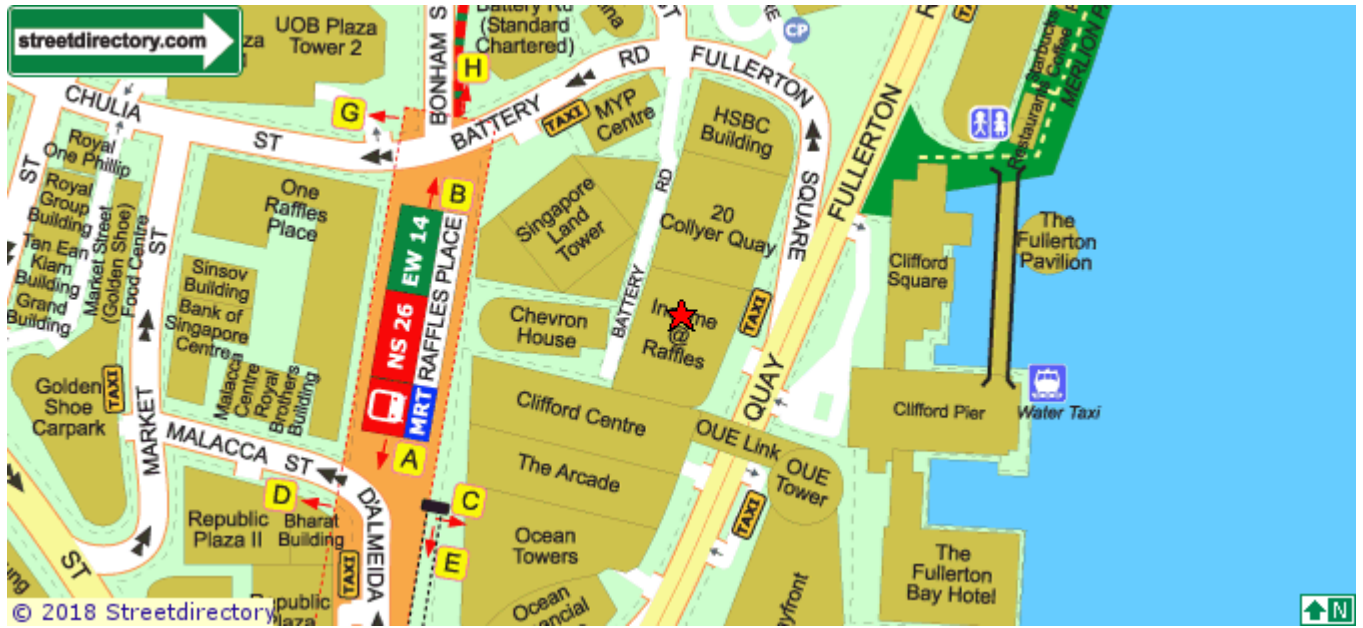 streetdirectory.com
UOB Plaza
Tower 2
BONHAM S
Battery Rd
(Standard
Chartered)
ST
CP
TAXI
Starbucks
Coffee
Restaurants
MERLION P
H
G
CHULIA
ST
BATTERY
RD
FULLERTON
SQUARE
FULLERTON
QUAY
TAXI
MYP
Centre
HSBC
Building
Royal
One Phillip
ST
Royal
Group
Building
Tan Ean
Kiam
Building
Grand
Building
Market Street
(Golden Shoe)
Food Centre
ST
MARKET
One
Raffles
Place
B
RAFFLES PLACE
EW 14
NS 26
MRT
Singapore
Land
Tower
RD
BATTERY
20
Collyer Quay
Clifford
Square
The
Fullerton
Pavilion
Sinsov
Building
Bank of
Singapore
Centre
Malacca
Centre
Royal
Brothers
Building
Chevron
House
@
Raffles
TAXI
Golden
Shoe
Carpark
TAXI
MALACCA
ST
A
Clifford Centre
OUE Link
OUE
Tower
Clifford Pier
Water Taxi
The Arcade
D
C
E
Republic
Plaza II
Bharat
Building
D'ALMEIDA
TAXI
Ocean
Towers
TAXI
The
Fullerton
Bay Hotel
ST
Ocean
© 2018 Streetdirectory
N